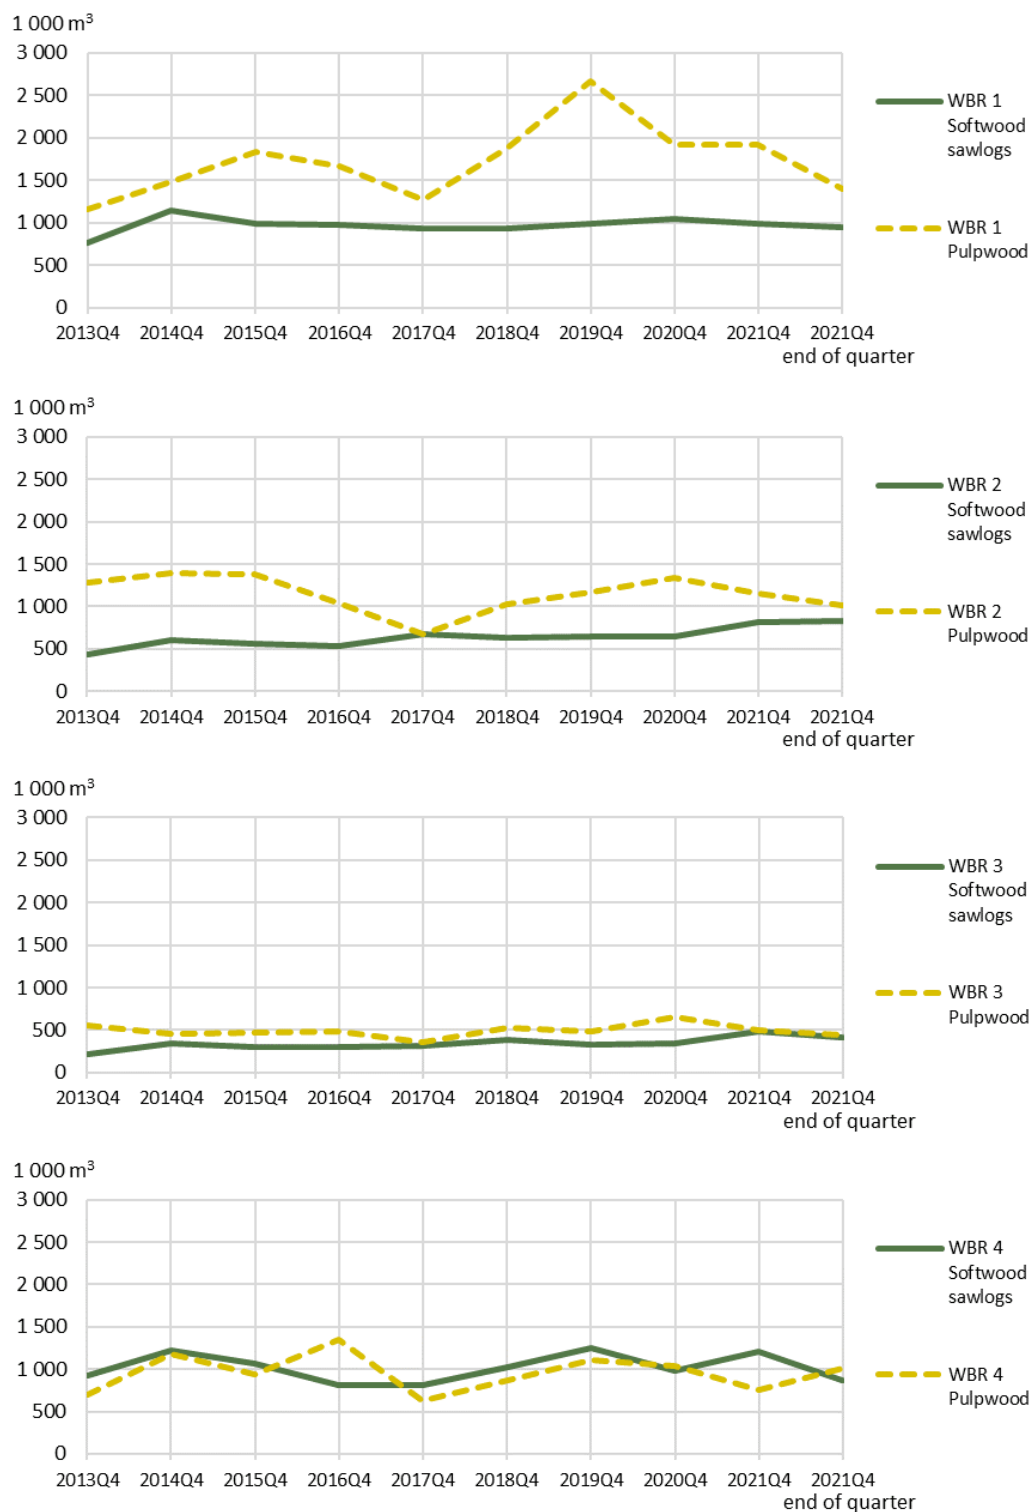 1 000 m³
3 000
2 500
2 000
1 500
1 000
500
0
2013Q4 2014Q4 2015Q4 2016Q4 2017Q4 2018Q4 2019Q4 2020Q4 2021Q4 2021Q4
end of quarter
WBR 1
Softwood
sawlogs
WBR 1
Pulpwood
1 000 m³
3 000
2 500
2 000
1 500
1 000
500
0
2013Q4 2014Q4 2015Q4 2016Q4 2017Q4 2018Q4 2019Q4 2020Q4 2021Q4 2021Q4
end of quarter
WBR 2
Softwood
sawlogs
WBR 2
Pulpwood
1 000 m³
3 000
2 500
2 000
1 500
1 000
500
0
2013Q4 2014Q4 2015Q4 2016Q4 2017Q4 2018Q4 2019Q4 2020Q4 2021Q4 2021Q4
end of quarter
WBR 3
Softwood
sawlogs
WBR 3
Pulpwood
1 000 m³
3 000
2 500
2 000
1 500
1 000
500
0
2013Q4 2014Q4 2015Q4 2016Q4 2017Q4 2018Q4 2019Q4 2020Q4 2021Q4 2021Q4
end of quarter
WBR 4
Softwood
sawlogs
WBR 4
Pulpwood